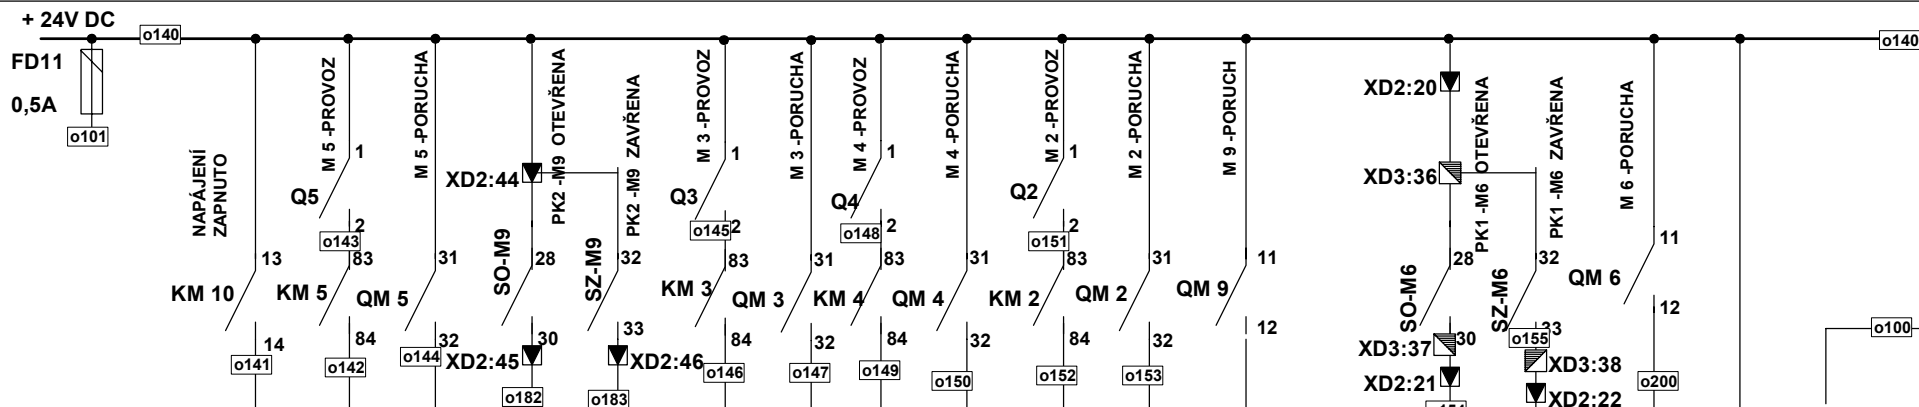 + 24V DC
o140
o140
FD11
0,5A
o101
NAPÁJENÍ
ZAPNUTO
13
KM 10
14
o141
M 5 -PROVOZ
1
Q5
2
o143
83
KM 5
84
o142
M 5 -PORUCHA
31
QM 5
32
o144
XD2:44
PK2 -M9 OTEVŘENA
28
SO-M9
30
XD2:45
o182
PK2 -M9 ZAVŘENA
32
SZ-M9
33
XD2:46
o183
M 3 -PROVOZ
1
Q3
2
o145
83
KM 3
84
o146
M 3 -PORUCHA
31
QM 3
32
o147
M 4 -PROVOZ
1
Q4
2
o148
83
KM 4
84
o149
M 4 -PORUCHA
31
QM 4
32
o150
M 2 -PROVOZ
1
Q2
2
o151
83
KM 2
84
o152
M 2 -PORUCHA
31
QM 2
32
o153
M 9 -PORUCH
11
QM 9
12
XD2:20
XD3:36
PK1 -M6 OTEVŘENA
28
SO-M6
30
XD3:37
XD2:21
PK1 -M6 ZAVŘENA
32
SZ-M6
33
o155
XD3:38
XD2:22
M 6 -PORUCHA
11
QM 6
12
o200
o100